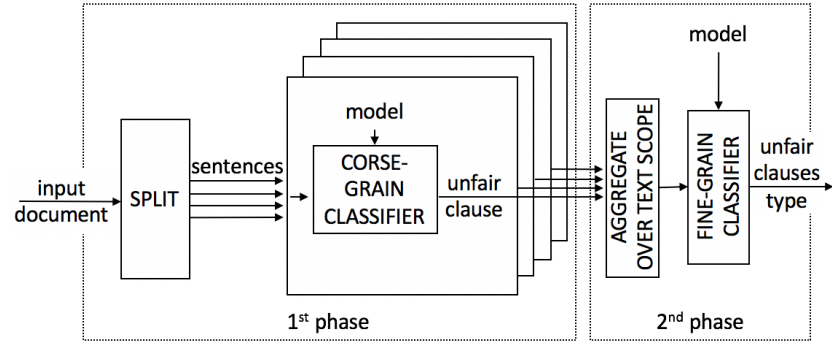 input
document
SPLIT
sentences
model
CORSE-
GRAIN
CLASSIFIER
unfair
clause
1st phase
AGGREGATE
OVER TEXT SCOPE
model
FINE-GRAIN
CLASSIFIER
unfair
clauses
type
2nd phase